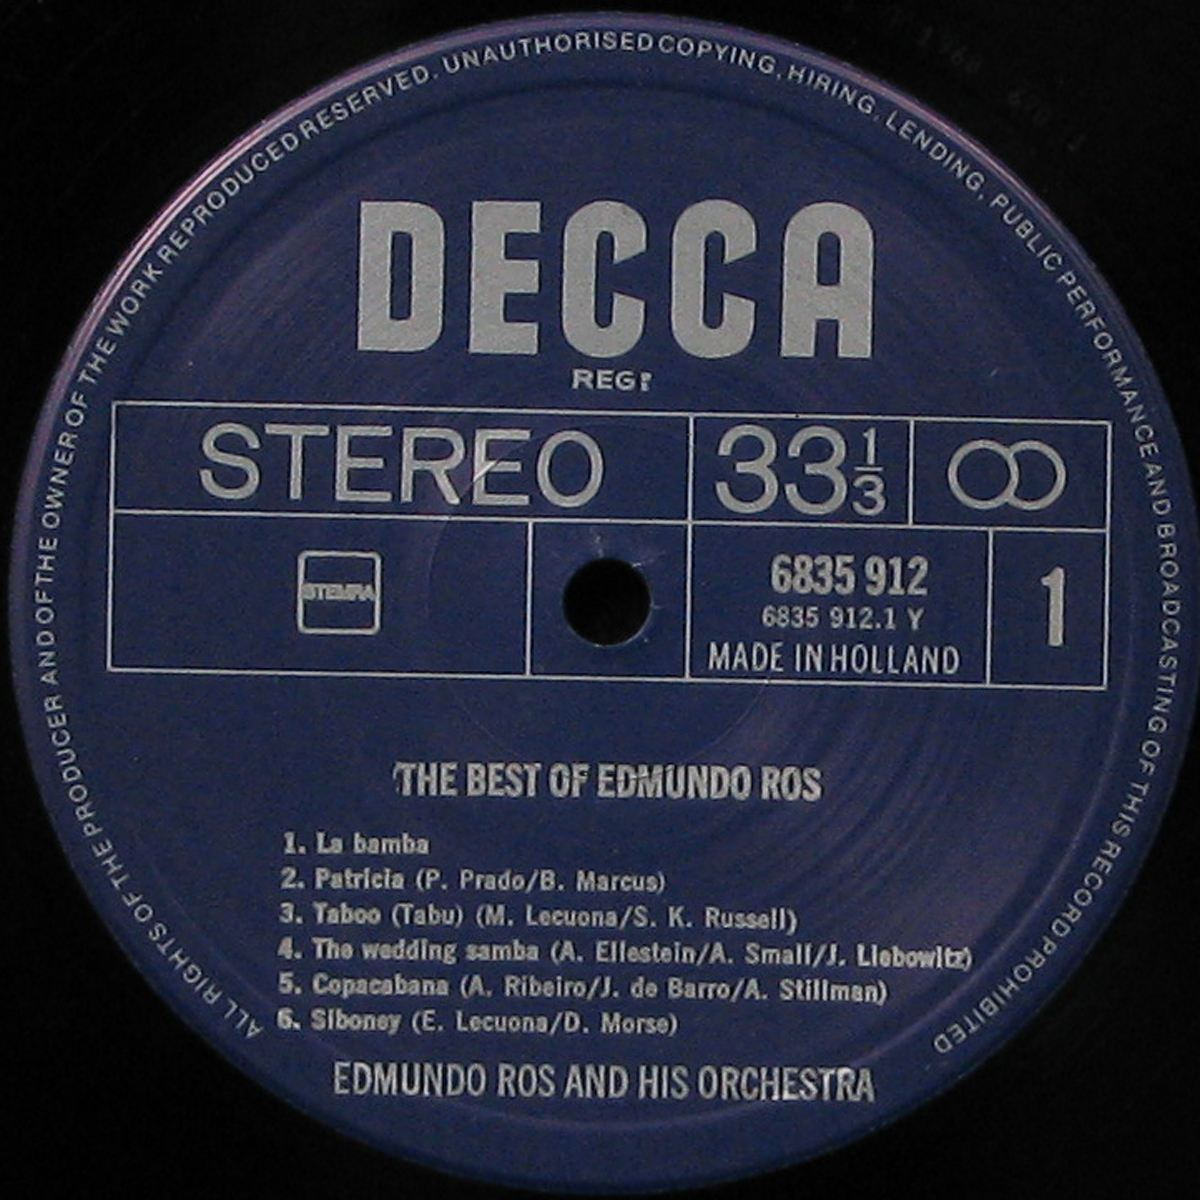 ALL RIGHTS OF THE PRODUCER AND OF THE OWNER OF THE WORK REPRODUCED RESERVED. UNAUTHORISED COPYING, HIRING, LENDING, PUBLIC PERFORMANCE AND BROADCASTING OF THIS RECORD PROHIBITED
DECCA
REGD
STEREO
33 1/3
STEMRA
6835 912
6835 912.1 Y
MADE IN HOLLAND
1
THE BEST OF EDMUNDO ROS
1. La bamba
2. Patricia (P. Prado/B. Marcus)
3. Taboo (Tabu) (M. Lecuona/S. K. Russell)
4. The wedding samba (A. Ellestein/A. Small/J. Liebowitz)
5. Copacabana (A. Ribeiro/J. de Barro/A. Stillman)
6. Siboney (E. Lecuona/D. Morse)
EDMUNDO ROS AND HIS ORCHESTRA